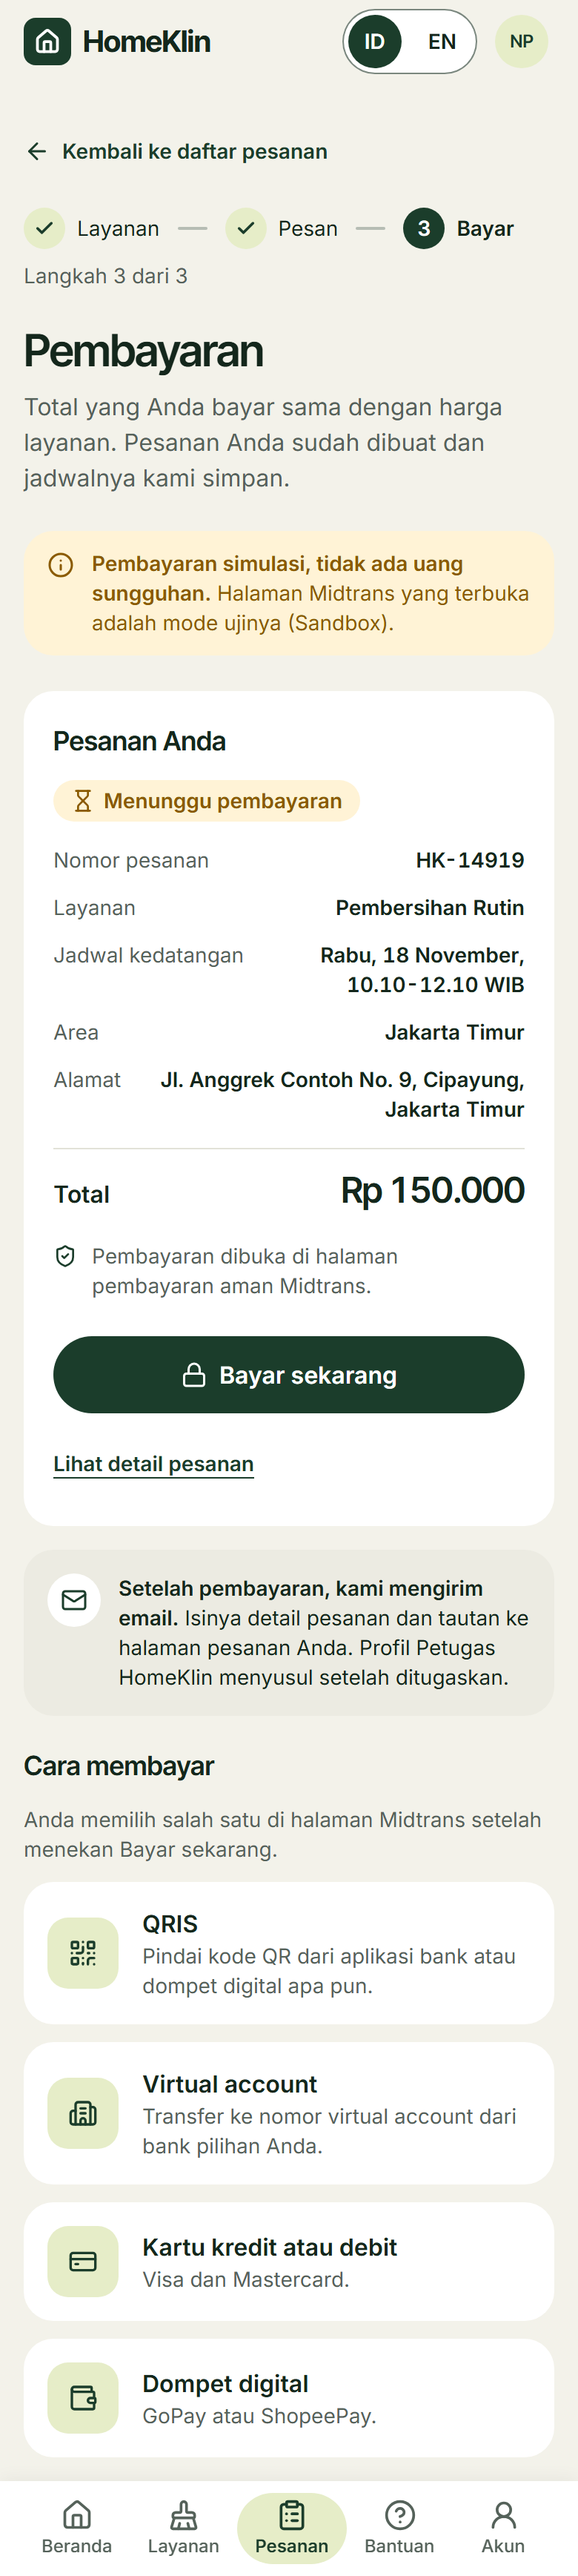 HomeKlin
ID EN NP
Kembali ke daftar pesanan
Layanan Pesan 3 Bayar
Langkah 3 dari 3
Pembayaran
Total yang Anda bayar sama dengan harga
layanan. Pesanan Anda sudah dibuat dan
jadwalnya kami simpan.
Pembayaran simulasi, tidak ada uang
sungguhan. Halaman Midtrans yang terbuka
adalah mode ujinya (Sandbox).
Pesanan Anda
Menunggu pembayaran
Nomor pesanan HK-14919
Layanan Pembersihan Rutin
Jadwal kedatangan Rabu, 18 November,
10.10-12.10 WIB
Area Jakarta Timur
Alamat Jl. Anggrek Contoh No. 9, Cipayung,
Jakarta Timur
Total Rp 150.000
Pembayaran dibuka di halaman
pembayaran aman Midtrans.
Bayar sekarang
Lihat detail pesanan
Setelah pembayaran, kami mengirim
email. Isinya detail pesanan dan tautan ke
halaman pesanan Anda. Profil Petugas
HomeKlin menyusul setelah ditugaskan.
Cara membayar
Anda memilih salah satu di halaman Midtrans setelah
menekan Bayar sekarang.
QRIS
Pindai kode QR dari aplikasi bank atau
dompet digital apa pun.
Virtual account
Transfer ke nomor virtual account dari
bank pilihan Anda.
Kartu kredit atau debit
Visa dan Mastercard.
Dompet digital
GoPay atau ShopeePay.
Beranda Layanan Pesanan Bantuan Akun